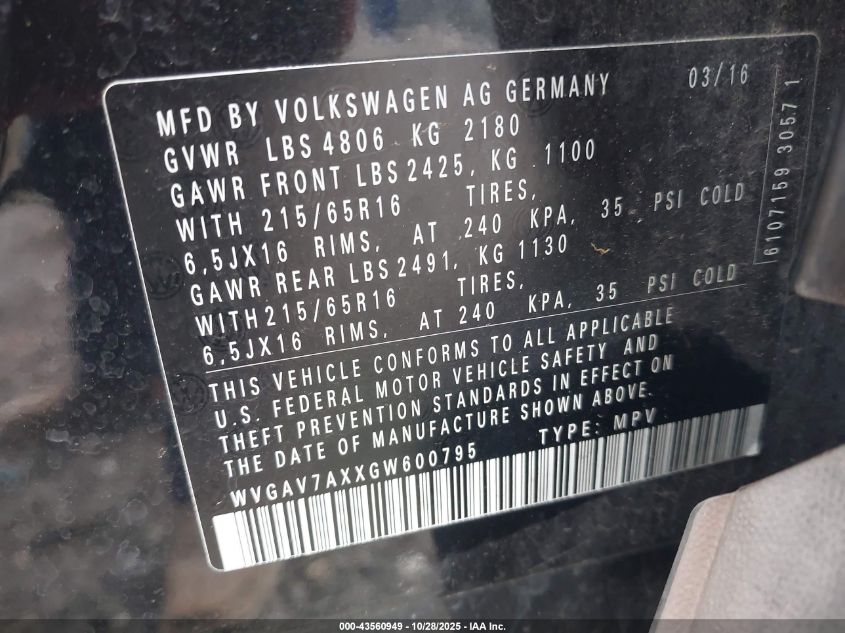 MFD BY VOLKSWAGEN AG GERMANY 03/16
GVWR LBS 4806 KG 2180
GAWR FRONT LBS 2425, KG 1100
WITH 215/65R16 TIRES,
6,5JX16 RIMS, AT 240 KPA, 35 PSI COLD
GAWR REAR LBS 2491, KG 1130
WITH 215/65R16 TIRES,
6,5JX16 RIMS, AT 240 KPA, 35 PSI COLD
THIS VEHICLE CONFORMS TO ALL APPLICABLE
U.S. FEDERAL MOTOR VEHICLE SAFETY AND
THEFT PREVENTION STANDARDS IN EFFECT ON
THE DATE OF MANUFACTURE SHOWN ABOVE.
WVGAV7AXXGW600795 TYPE: MPV
6107159 3057 1
000-43560949 | 10/28/2025 | IAA Inc.